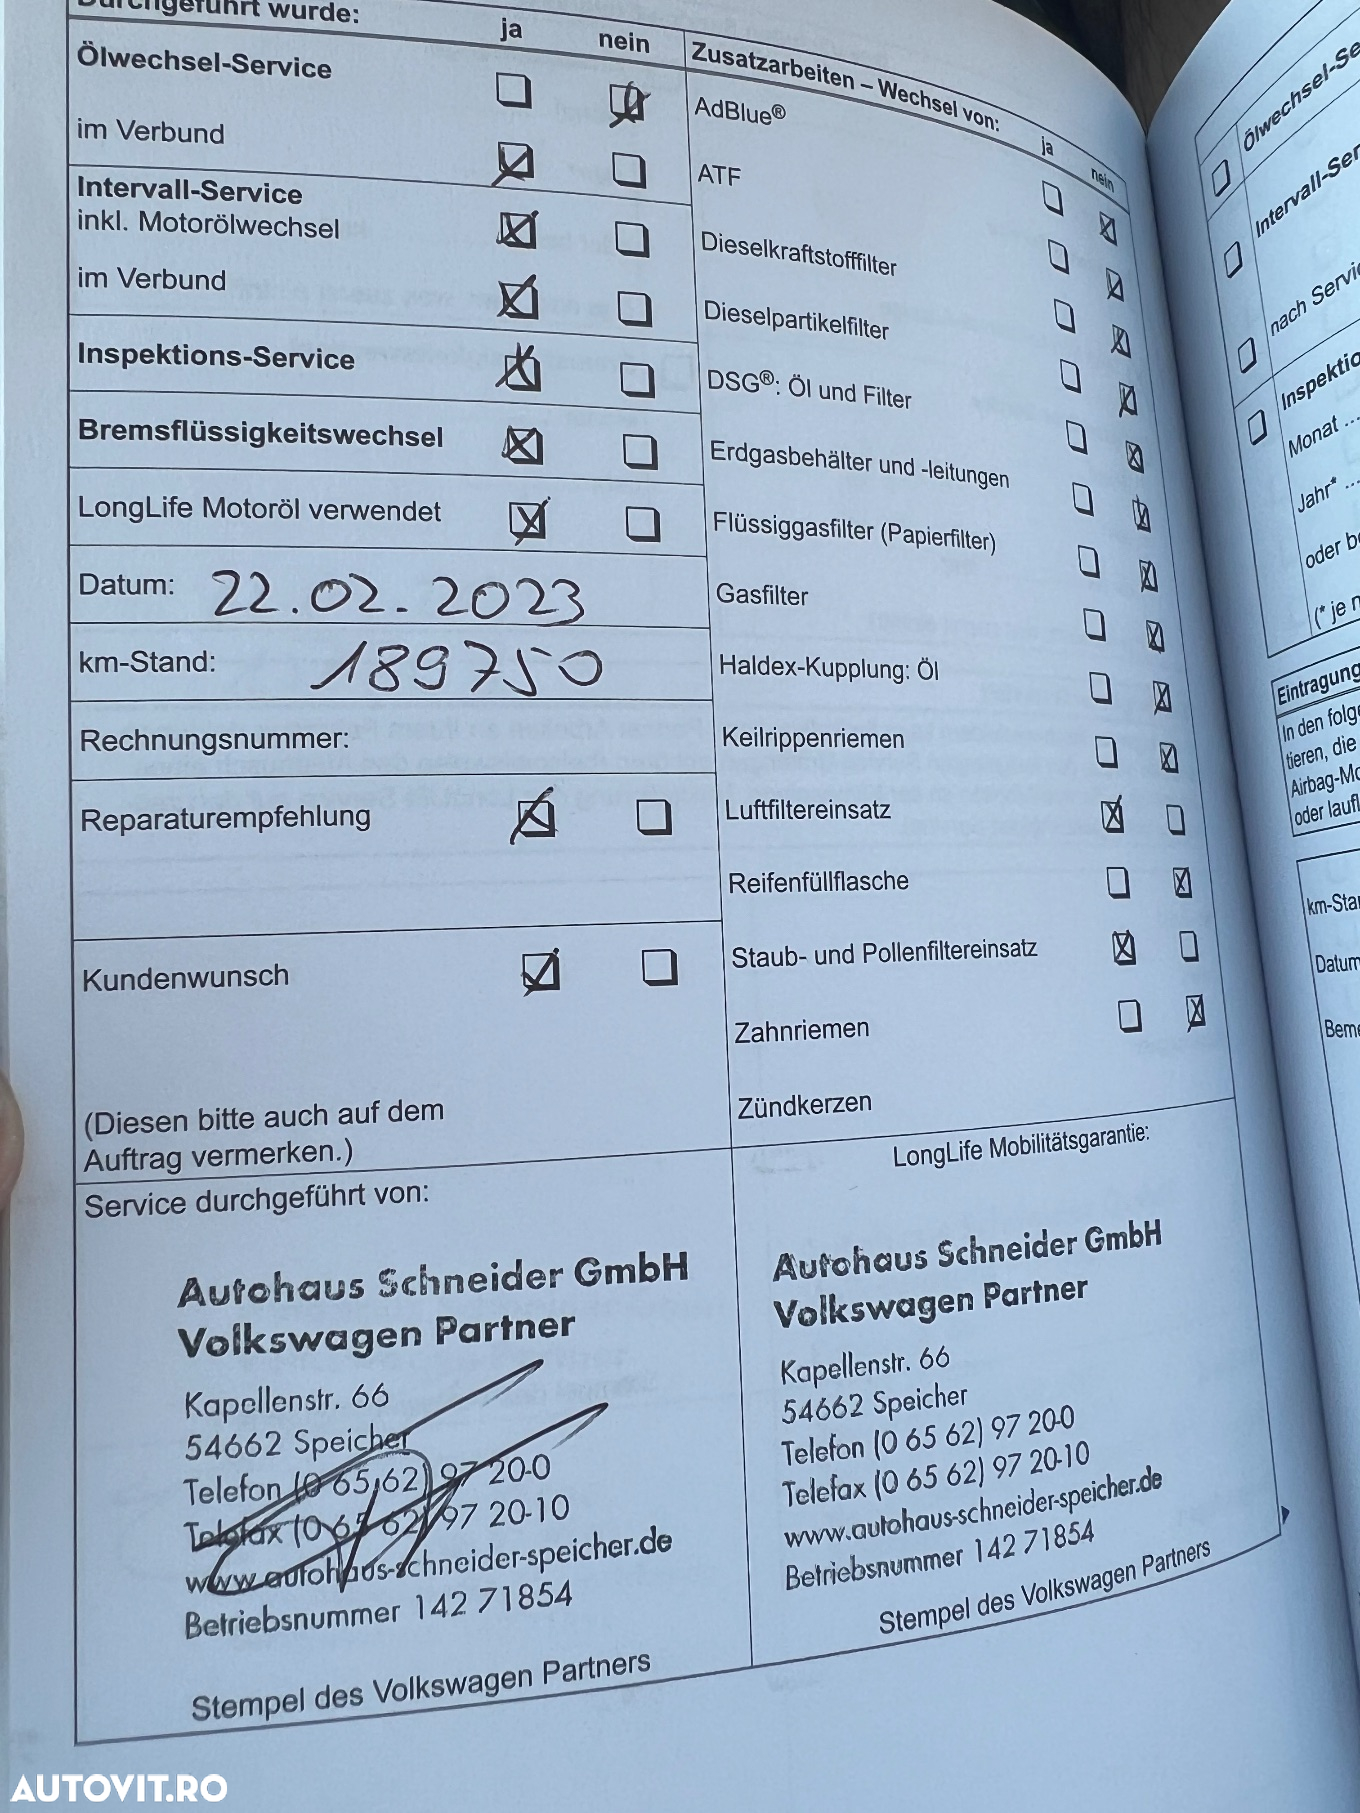 Durchgeführt wurde: ja nein
Ölwechsel-Service
im Verbund
Intervall-Service
inkl. Motorölwechsel
im Verbund
Inspektions-Service
Bremsflüssigkeitswechsel
LongLife Motoröl verwendet
Datum: 22.02.2023
km-Stand: 189750
Rechnungsnummer:
Reparaturempfehlung
Kundenwunsch
(Diesen bitte auch auf dem
Auftrag vermerken.)
Service durchgeführt von:
Autohaus Schneider GmbH
Volkswagen Partner
Kapellenstr. 66
54662 Speicher
Telefon (0 65 62) 97 20-0
Telefax (0 65 62) 97 20-10
www.autohaus-schneider-speicher.de
Betriebsnummer 142 71854
Stempel des Volkswagen Partners
Zusatzarbeiten – Wechsel von: ja nein
AdBlue®
ATF
Dieselkraftstofffilter
Dieselpartikelfilter
DSG®: Öl und Filter
Erdgasbehälter und -leitungen
Flüssiggasfilter (Papierfilter)
Gasfilter
Haldex-Kupplung: Öl
Keilrippenriemen
Luftfiltereinsatz
Reifenfüllflasche
Staub- und Pollenfiltereinsatz
Zahnriemen
Zündkerzen
LongLife Mobilitätsgarantie:
Autohaus Schneider GmbH
Volkswagen Partner
Kapellenstr. 66
54662 Speicher
Telefon (0 65 62) 97 20-0
Telefax (0 65 62) 97 20-10
www.autohaus-schneider-speicher.de
Betriebsnummer 142 71854
Stempel des Volkswagen Partners
Ölwechsel-Se
Intervall-Ser
nach Servi
Inspektio
Monat ...
Jahr* ...
oder b
(* je n
Eintragung
In den folge
tieren, die
Airbag-Mo
oder laufl
km-Sta
Datum
Beme
AUTOVIT.RO